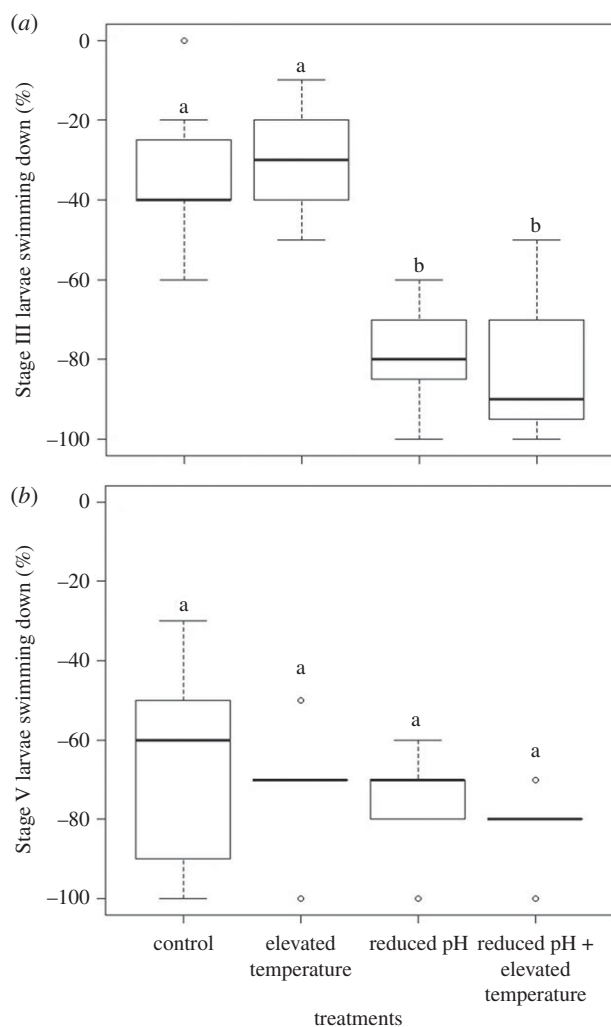 (a)
Stage III larvae swimming down (%)
0
–20
–40
–60
–80
–100
a
a
b
b
(b)
Stage V larvae swimming down (%)
0
–20
–40
–60
–80
–100
a
a
a
a
control
elevated
temperature
reduced pH
reduced pH +
elevated
temperature
treatments